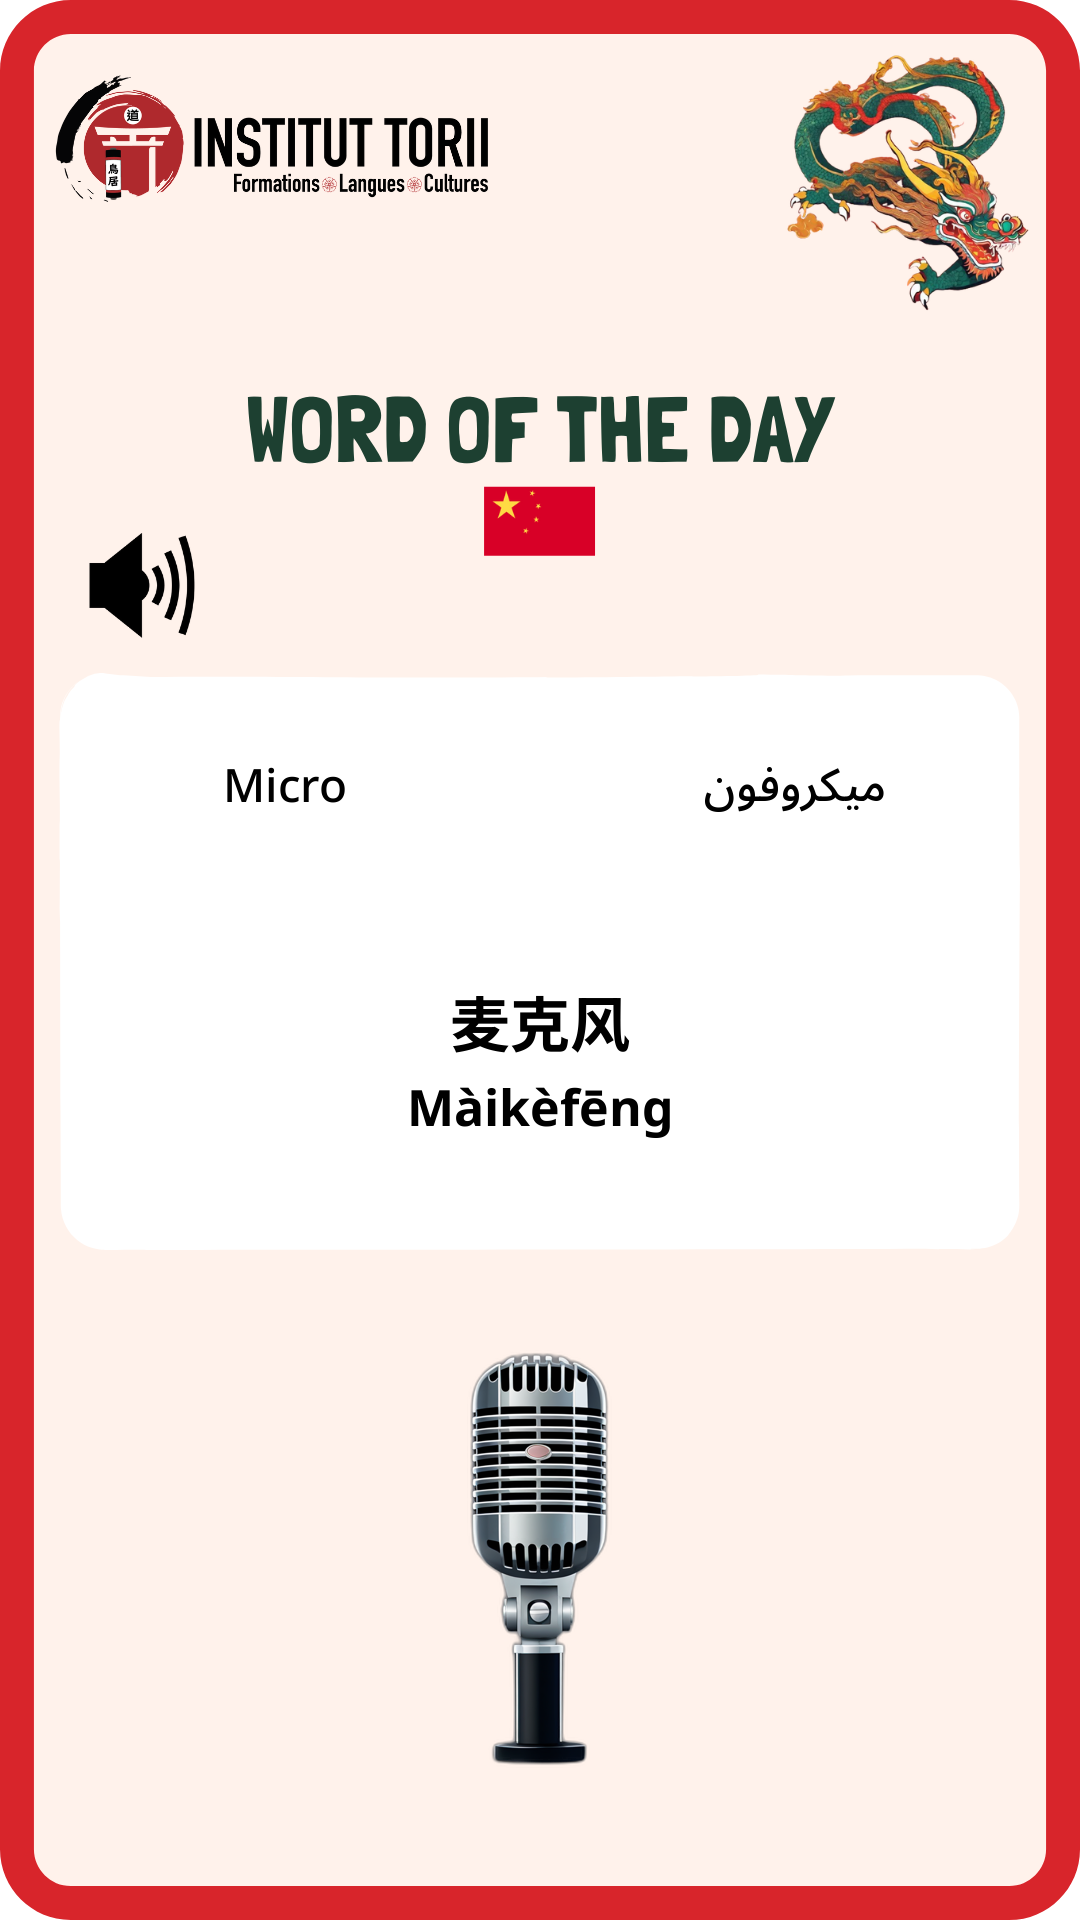 道
鳥居
INSTITUT TORII
Formations Langues Cultures
WORD OF THE DAY
Micro
ميكروفون
麦克风
Màikèfēng